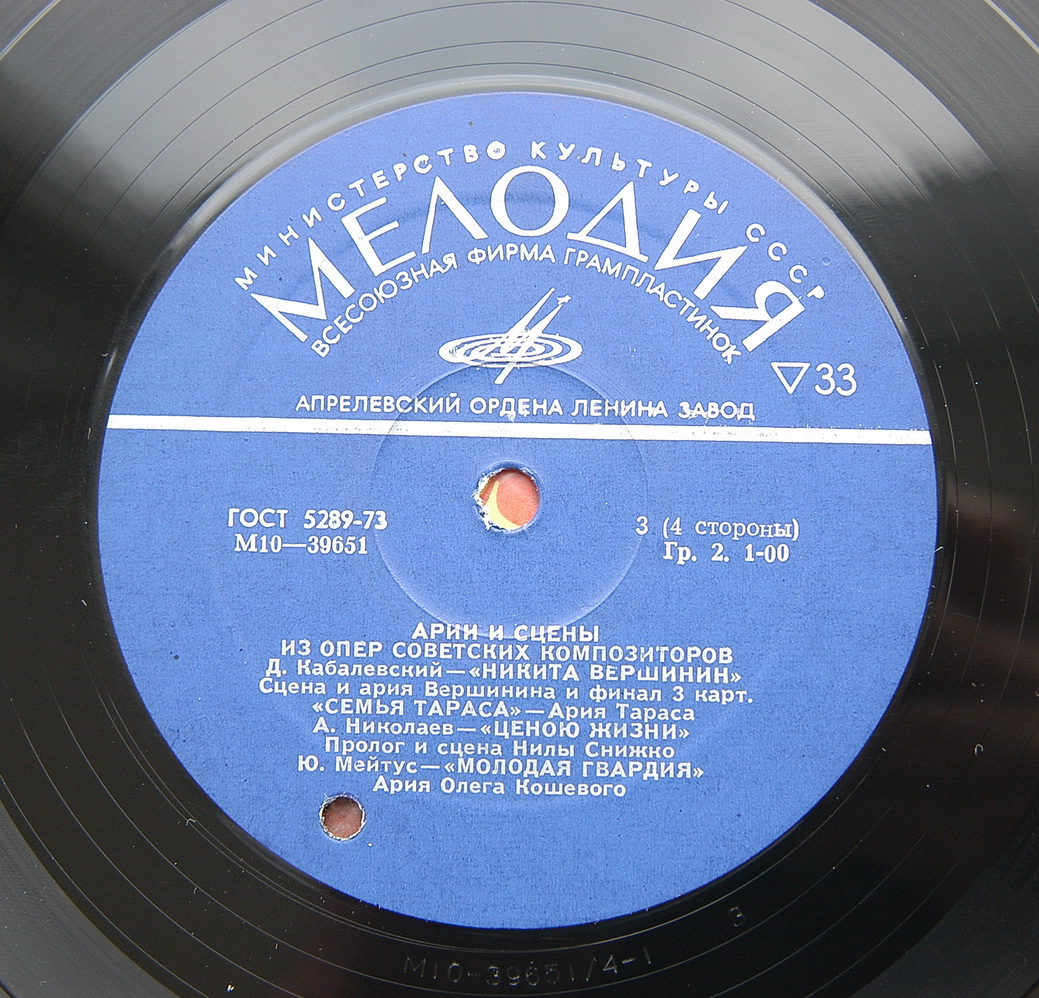 МИНИСТЕРСТВО КУЛЬТУРЫ СССР
МЕЛОДИЯ
ВСЕСОЮЗНАЯ ФИРМА ГРАМПЛАСТИНОК
33
АПРЕЛЕВСКИЙ ОРДЕНА ЛЕНИНА ЗАВОД
ГОСТ 5289-73
М10—39651
3 (4 стороны)
Гр. 2. 1-00
АРИИ И СЦЕНЫ
ИЗ ОПЕР СОВЕТСКИХ КОМПОЗИТОРОВ
Д. Кабалевский—«НИКИТА ВЕРШИНИН»
Сцена и ария Вершинина и финал 3 карт.
«СЕМЬЯ ТАРАСА»—Ария Тараса
А. Николаев—«ЦЕНОЮ ЖИЗНИ»
Пролог и сцена Нилы Снижко
Ю. Мейтус—«МОЛОДАЯ ГВАРДИЯ»
Ария Олега Кошевого
М10-39651/4-1
3